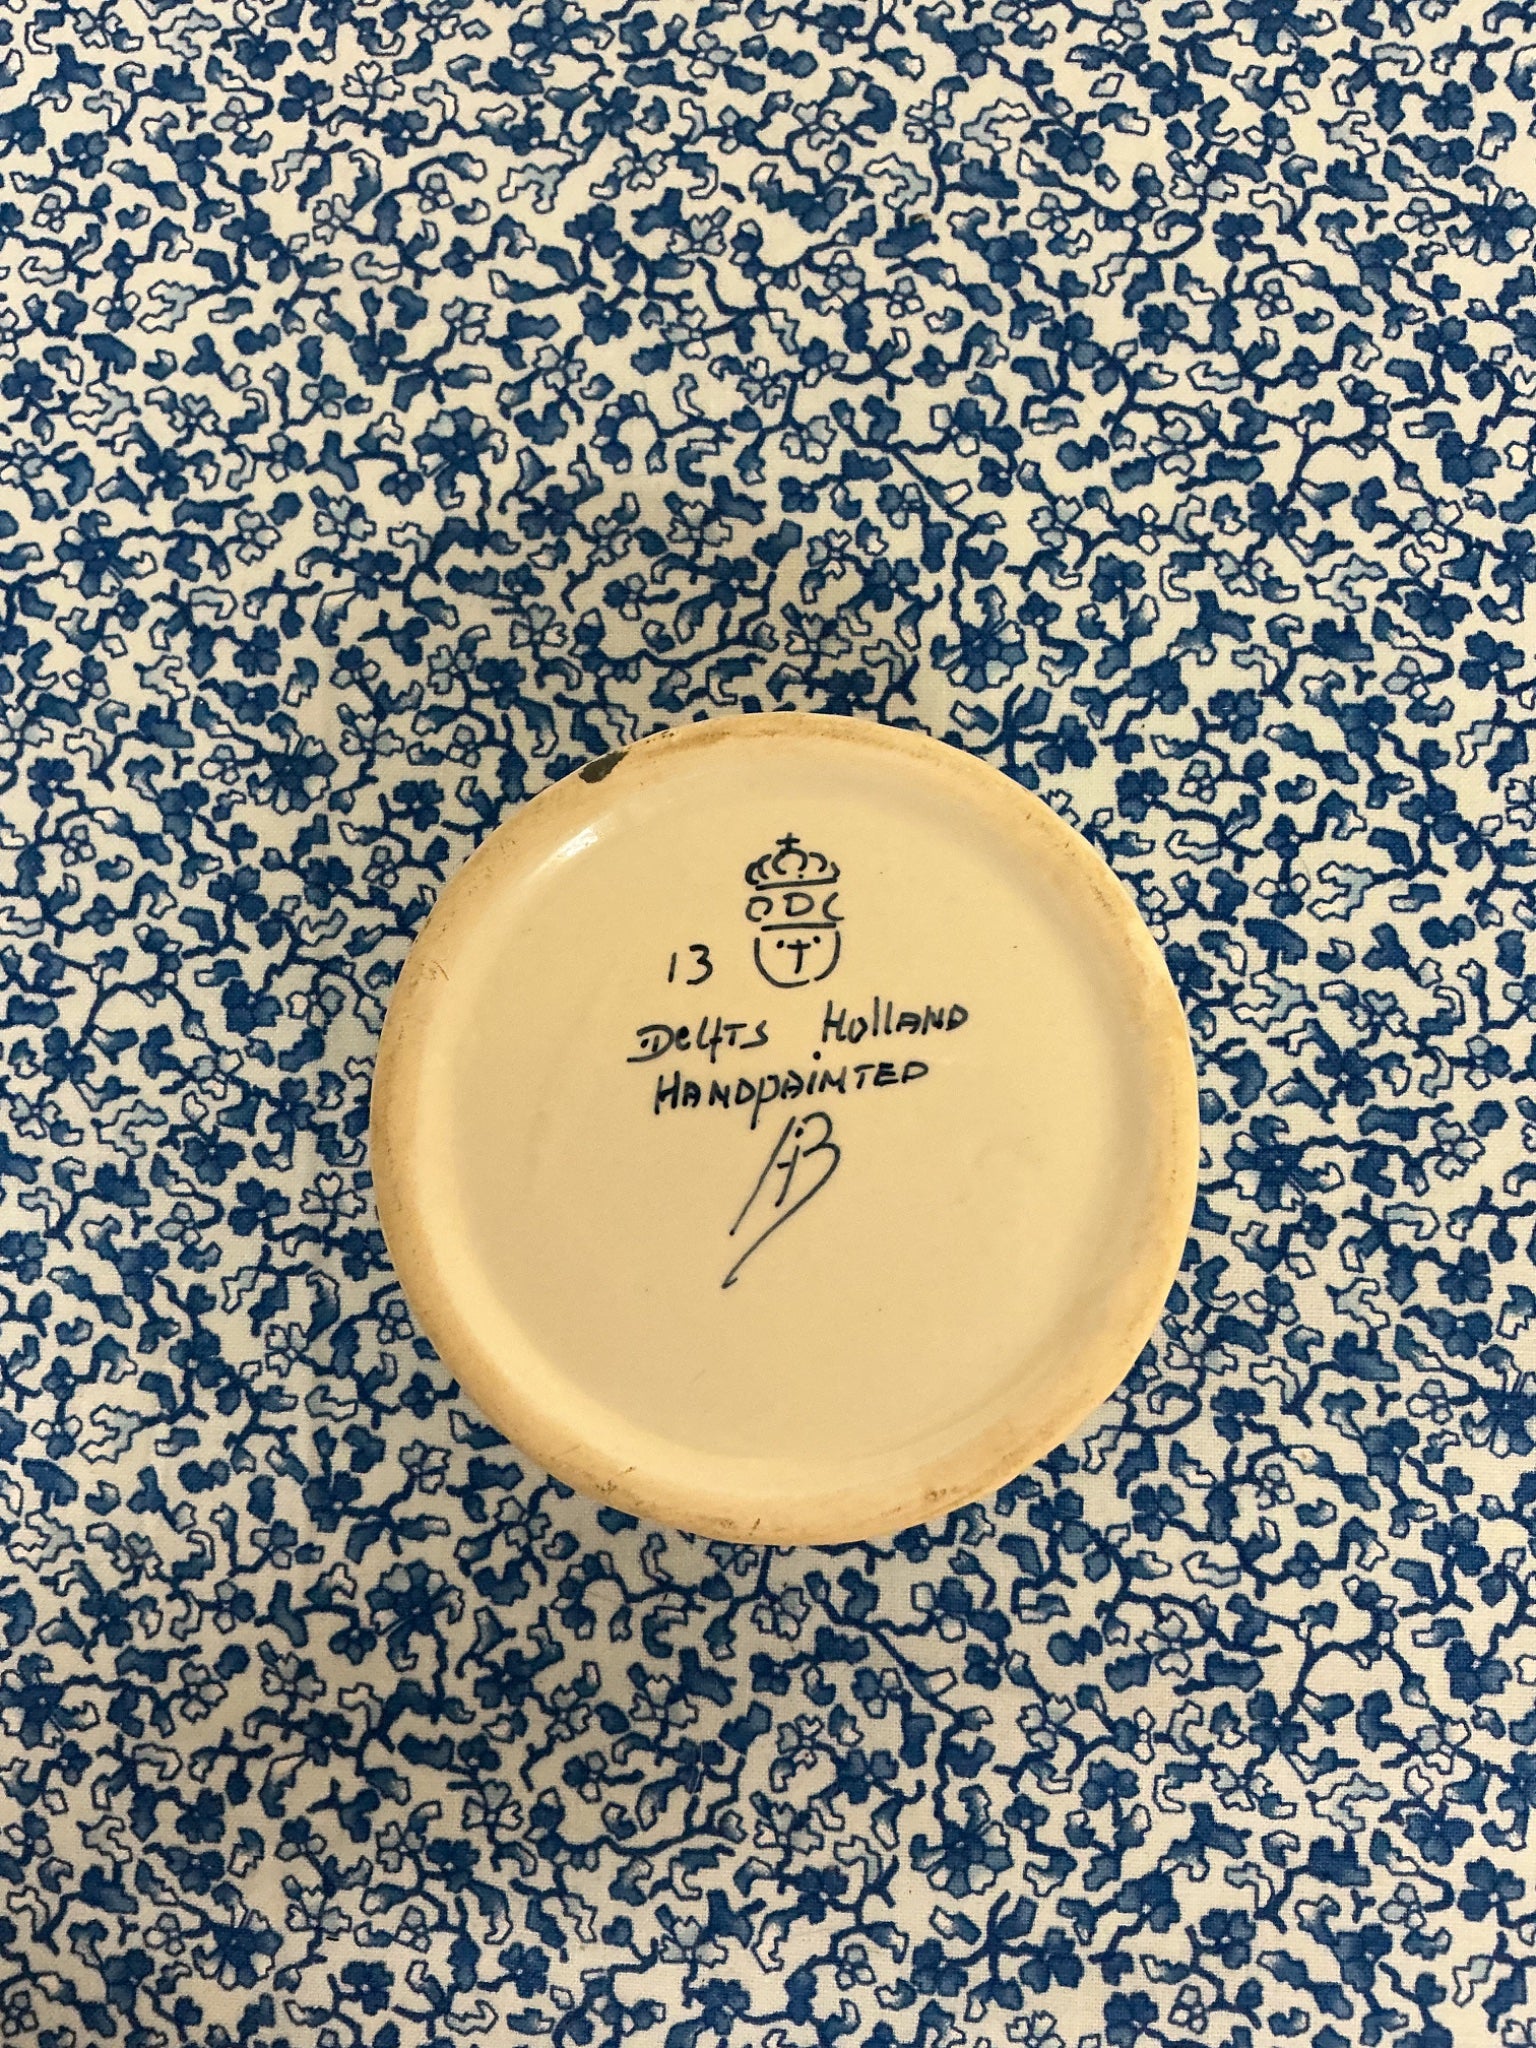 ODC
T
13
Delfts Holland
Handpainted